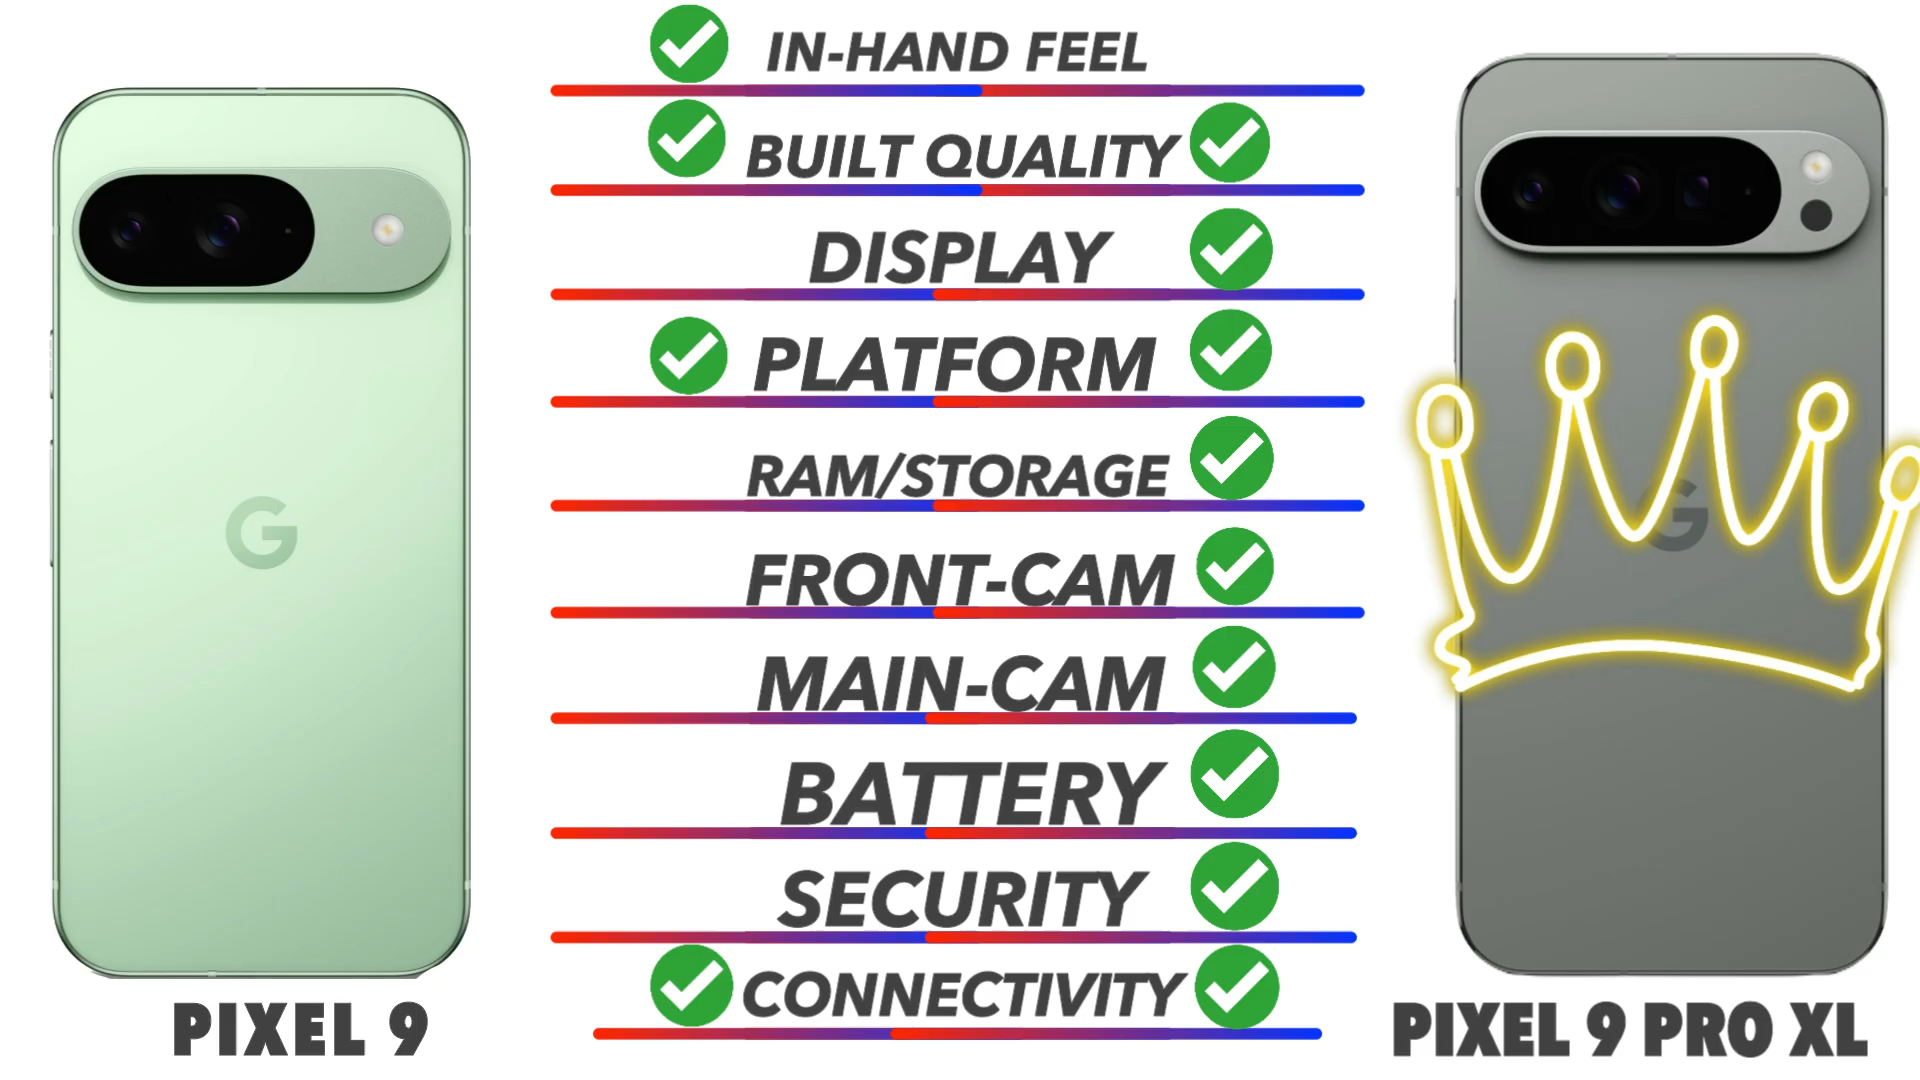 IN-HAND FEEL
BUILT QUALITY
DISPLAY
PLATFORM
RAM/STORAGE
FRONT-CAM
MAIN-CAM
BATTERY
SECURITY
CONNECTIVITY
G
G
PIXEL 9
PIXEL 9 PRO XL